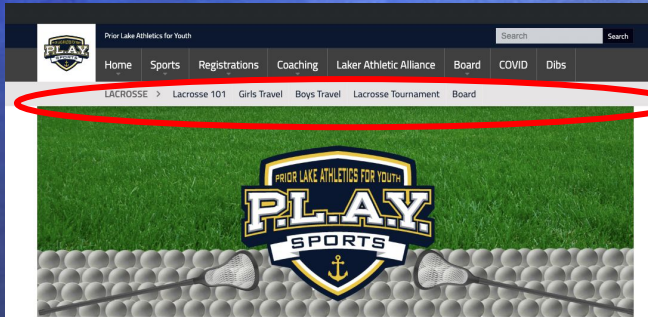 Prior Lake Athletics for Youth
Search Search
P.L.A.Y.
SPORTS
Home Sports Registrations Coaching Laker Athletic Alliance Board COVID Dibs
LACROSSE > Lacrosse 101 Girls Travel Boys Travel Lacrosse Tournament Board
PRIOR LAKE ATHLETICS FOR YOUTH
P.L.A.Y.
SPORTS